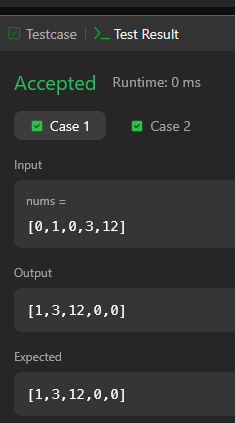 Testcase | Test Result
Accepted Runtime: 0 ms
Case 1 Case 2
Input
nums =
[0,1,0,3,12]
Output
[1,3,12,0,0]
Expected
[1,3,12,0,0]